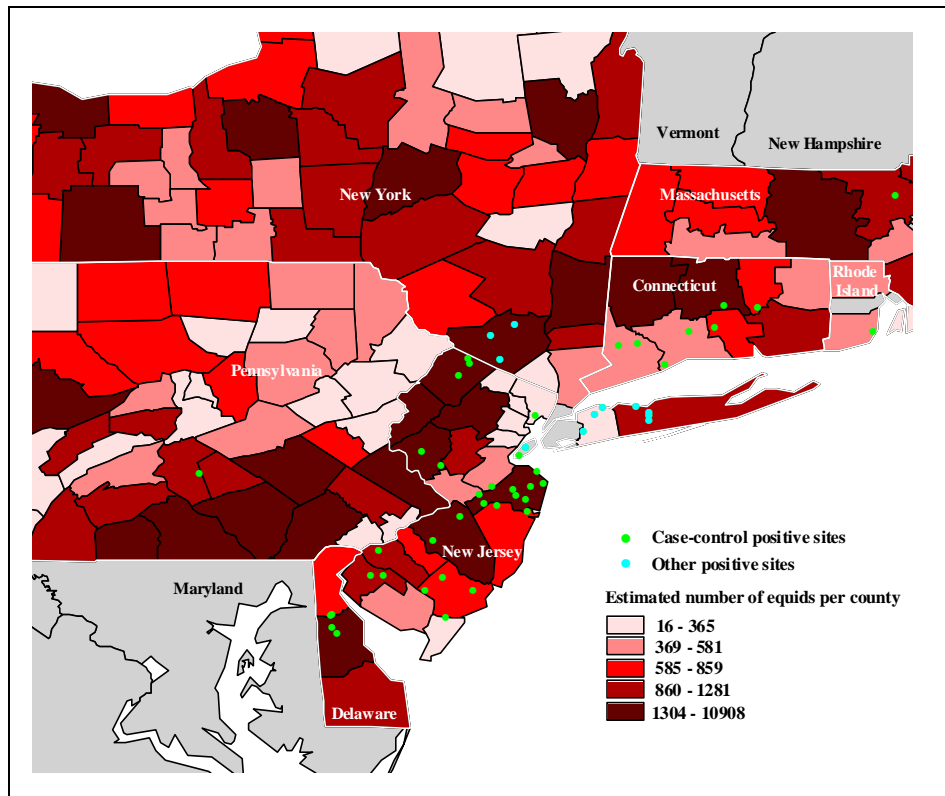 Vermont
New Hampshire
New York
Massachusetts
Connecticut
Rhode
Island
Pennsylvania
New Jersey
Maryland
Delaware
Case-control positive sites
Other positive sites
Estimated number of equids per county
16 - 365
369 - 581
585 - 859
860 - 1281
1304 - 10908